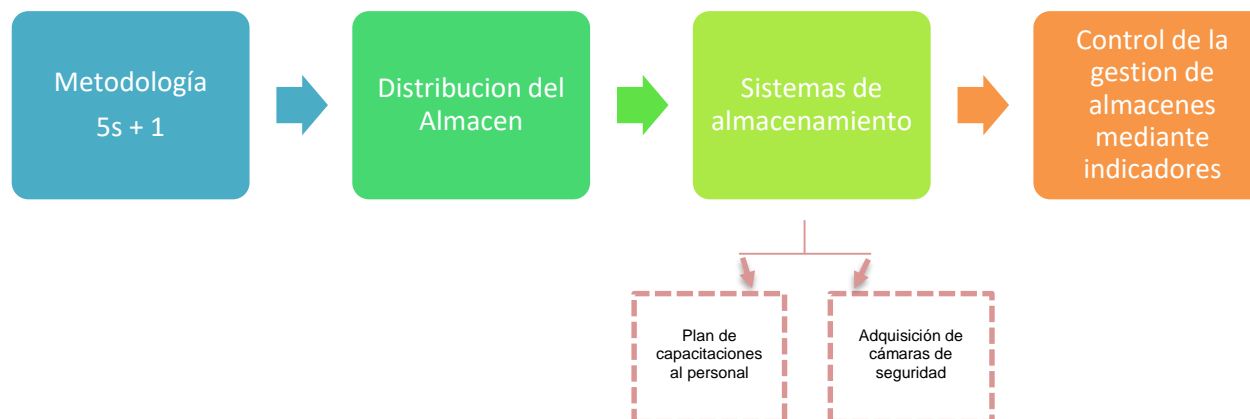 Metodología
5s + 1
Distribucion del
Almacen
Sistemas de
almacenamiento
Control de la
gestion de
almacenes
mediante
indicadores
Plan de
capacitaciones
al personal
Adquisición de
cámaras de
seguridad